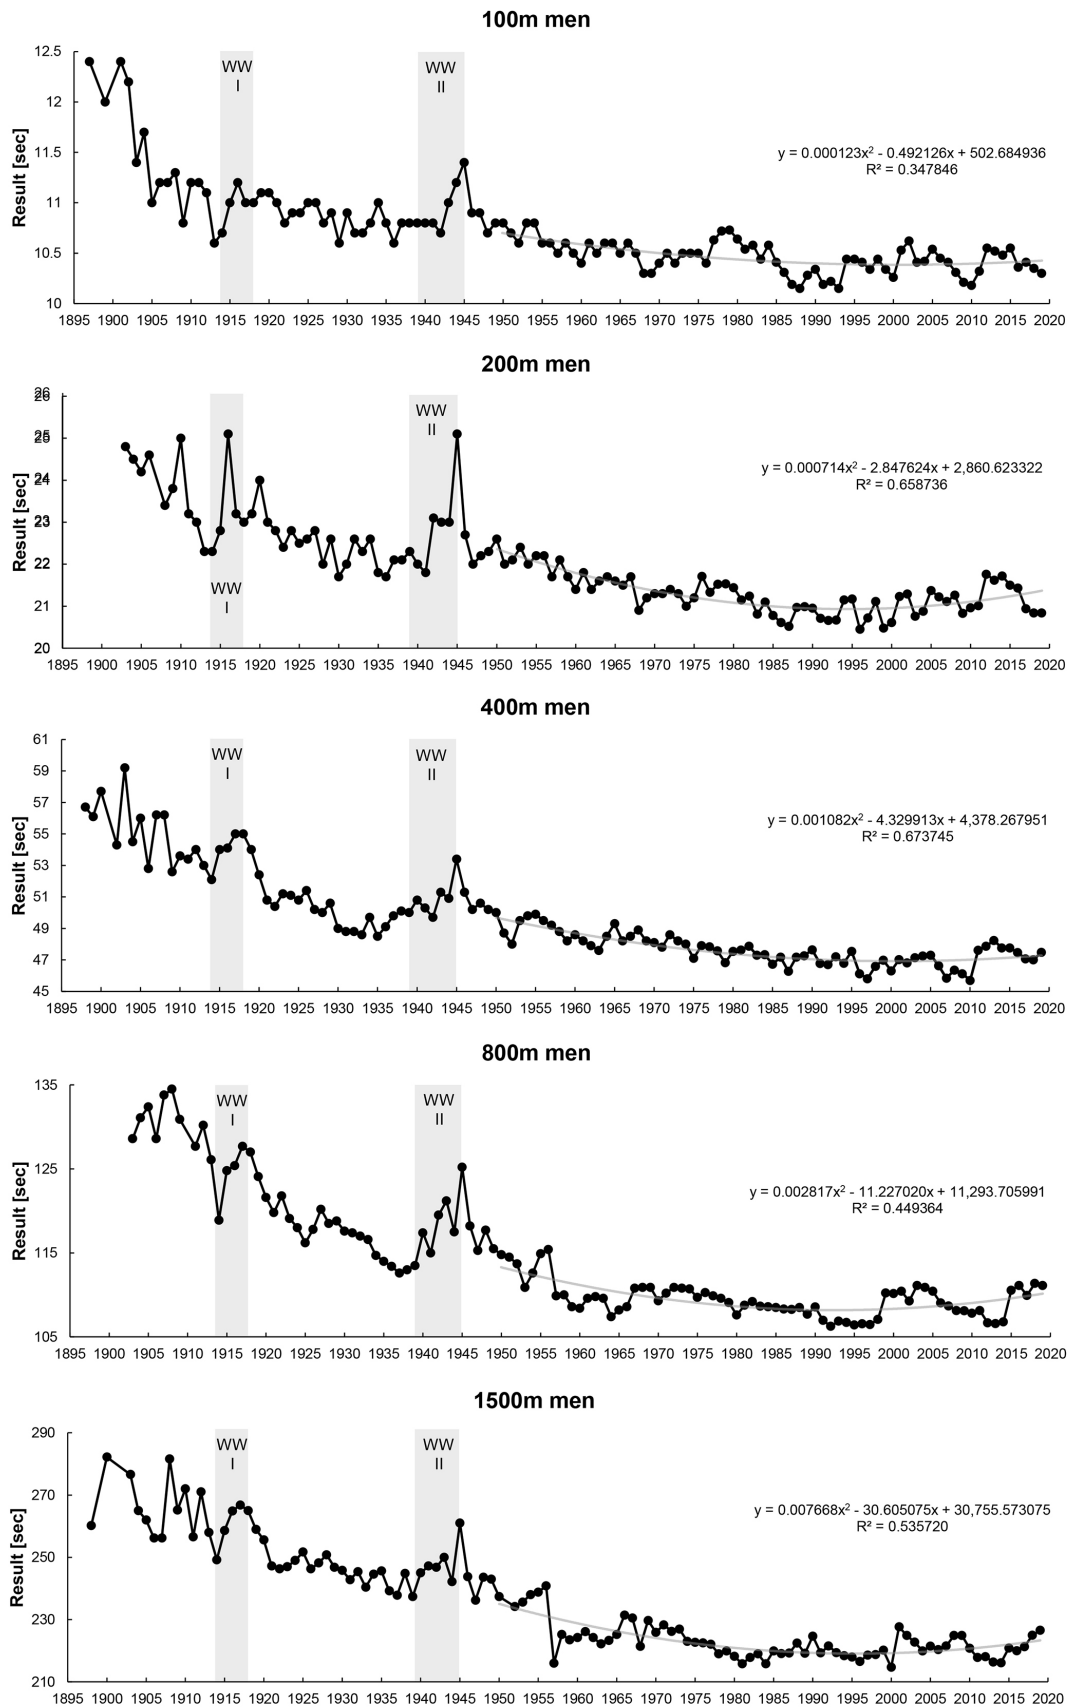 100m men
Result [sec]
12.5
12
11.5
11
10.5
10
WW
I
WW
II
y = 0.000123x² - 0.492126x + 502.684936
R² = 0.347846
1895 1900 1905 1910 1915 1920 1925 1930 1935 1940 1945 1950 1955 1960 1965 1970 1975 1980 1985 1990 1995 2000 2005 2010 2015 2020
200m men
Result [sec]
26
25
24
23
22
21
20
WW
I
WW
II
y = 0.000714x² - 2.847624x + 2,860.623322
R² = 0.658736
1895 1900 1905 1910 1915 1920 1925 1930 1935 1940 1945 1950 1955 1960 1965 1970 1975 1980 1985 1990 1995 2000 2005 2010 2015 2020
400m men
Result [sec]
61
59
57
55
53
51
49
47
45
WW
I
WW
II
y = 0.001082x² - 4.329913x + 4,378.267951
R² = 0.673745
1895 1900 1905 1910 1915 1920 1925 1930 1935 1940 1945 1950 1955 1960 1965 1970 1975 1980 1985 1990 1995 2000 2005 2010 2015 2020
800m men
Result [sec]
135
125
115
105
WW
I
WW
II
y = 0.002817x² - 11.227020x + 11,293.705991
R² = 0.449364
1895 1900 1905 1910 1915 1920 1925 1930 1935 1940 1945 1950 1955 1960 1965 1970 1975 1980 1985 1990 1995 2000 2005 2010 2015 2020
1500m men
Result [sec]
290
270
250
230
210
WW
I
WW
II
y = 0.007668x² - 30.605075x + 30,755.573075
R² = 0.535720
1895 1900 1905 1910 1915 1920 1925 1930 1935 1940 1945 1950 1955 1960 1965 1970 1975 1980 1985 1990 1995 2000 2005 2010 2015 2020